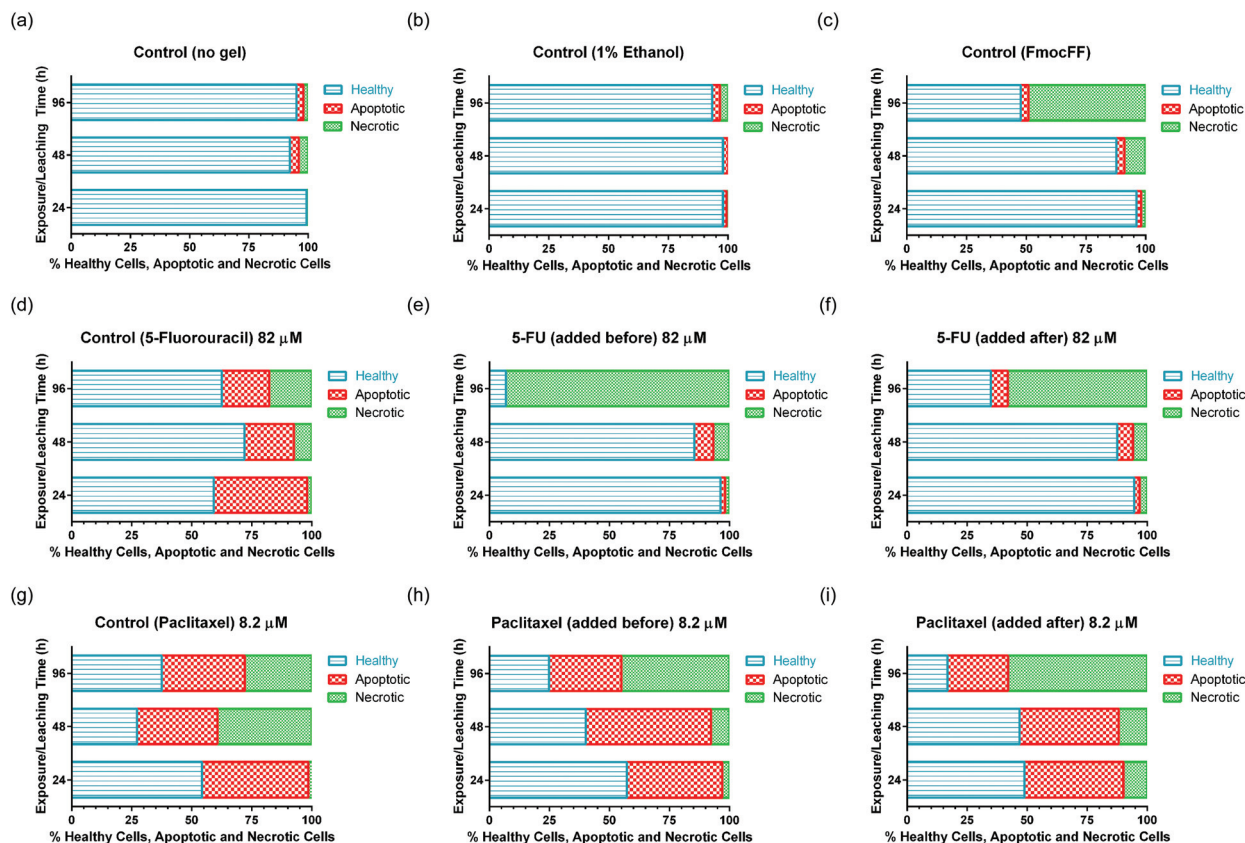 (a)
Control (no gel)
Exposure/Leaching Time (h)
96
48
24
0 25 50 75 100
% Healthy Cells, Apoptotic and Necrotic Cells
Healthy
Apoptotic
Necrotic
(b)
Control (1% Ethanol)
Exposure/Leaching Time (h)
96
48
24
0 25 50 75 100
% Healthy Cells, Apoptotic and Necrotic Cells
Healthy
Apoptotic
Necrotic
(c)
Control (FmocFF)
Exposure/Leaching Time (h)
96
48
24
0 25 50 75 100
% Healthy Cells, Apoptotic and Necrotic Cells
Healthy
Apoptotic
Necrotic
(d)
Control (5-Fluorouracil) 82 μM
Exposure/Leaching Time (h)
96
48
24
0 25 50 75 100
% Healthy Cells, Apoptotic and Necrotic Cells
Healthy
Apoptotic
Necrotic
(e)
5-FU (added before) 82 μM
Exposure/Leaching Time (h)
96
48
24
0 25 50 75 100
% Healthy Cells, Apoptotic and Necrotic Cells
Healthy
Apoptotic
Necrotic
(f)
5-FU (added after) 82 μM
Exposure/Leaching Time (h)
96
48
24
0 25 50 75 100
% Healthy Cells, Apoptotic and Necrotic Cells
Healthy
Apoptotic
Necrotic
(g)
Control (Paclitaxel) 8.2 μM
Exposure/Leaching Time (h)
96
48
24
0 25 50 75 100
% Healthy Cells, Apoptotic and Necrotic Cells
Healthy
Apoptotic
Necrotic
(h)
Paclitaxel (added before) 8.2 μM
Exposure/Leaching Time (h)
96
48
24
0 25 50 75 100
% Healthy Cells, Apoptotic and Necrotic Cells
Healthy
Apoptotic
Necrotic
(i)
Paclitaxel (added after) 8.2 μM
Exposure/Leaching Time (h)
96
48
24
0 25 50 75 100
% Healthy Cells, Apoptotic and Necrotic Cells
Healthy
Apoptotic
Necrotic